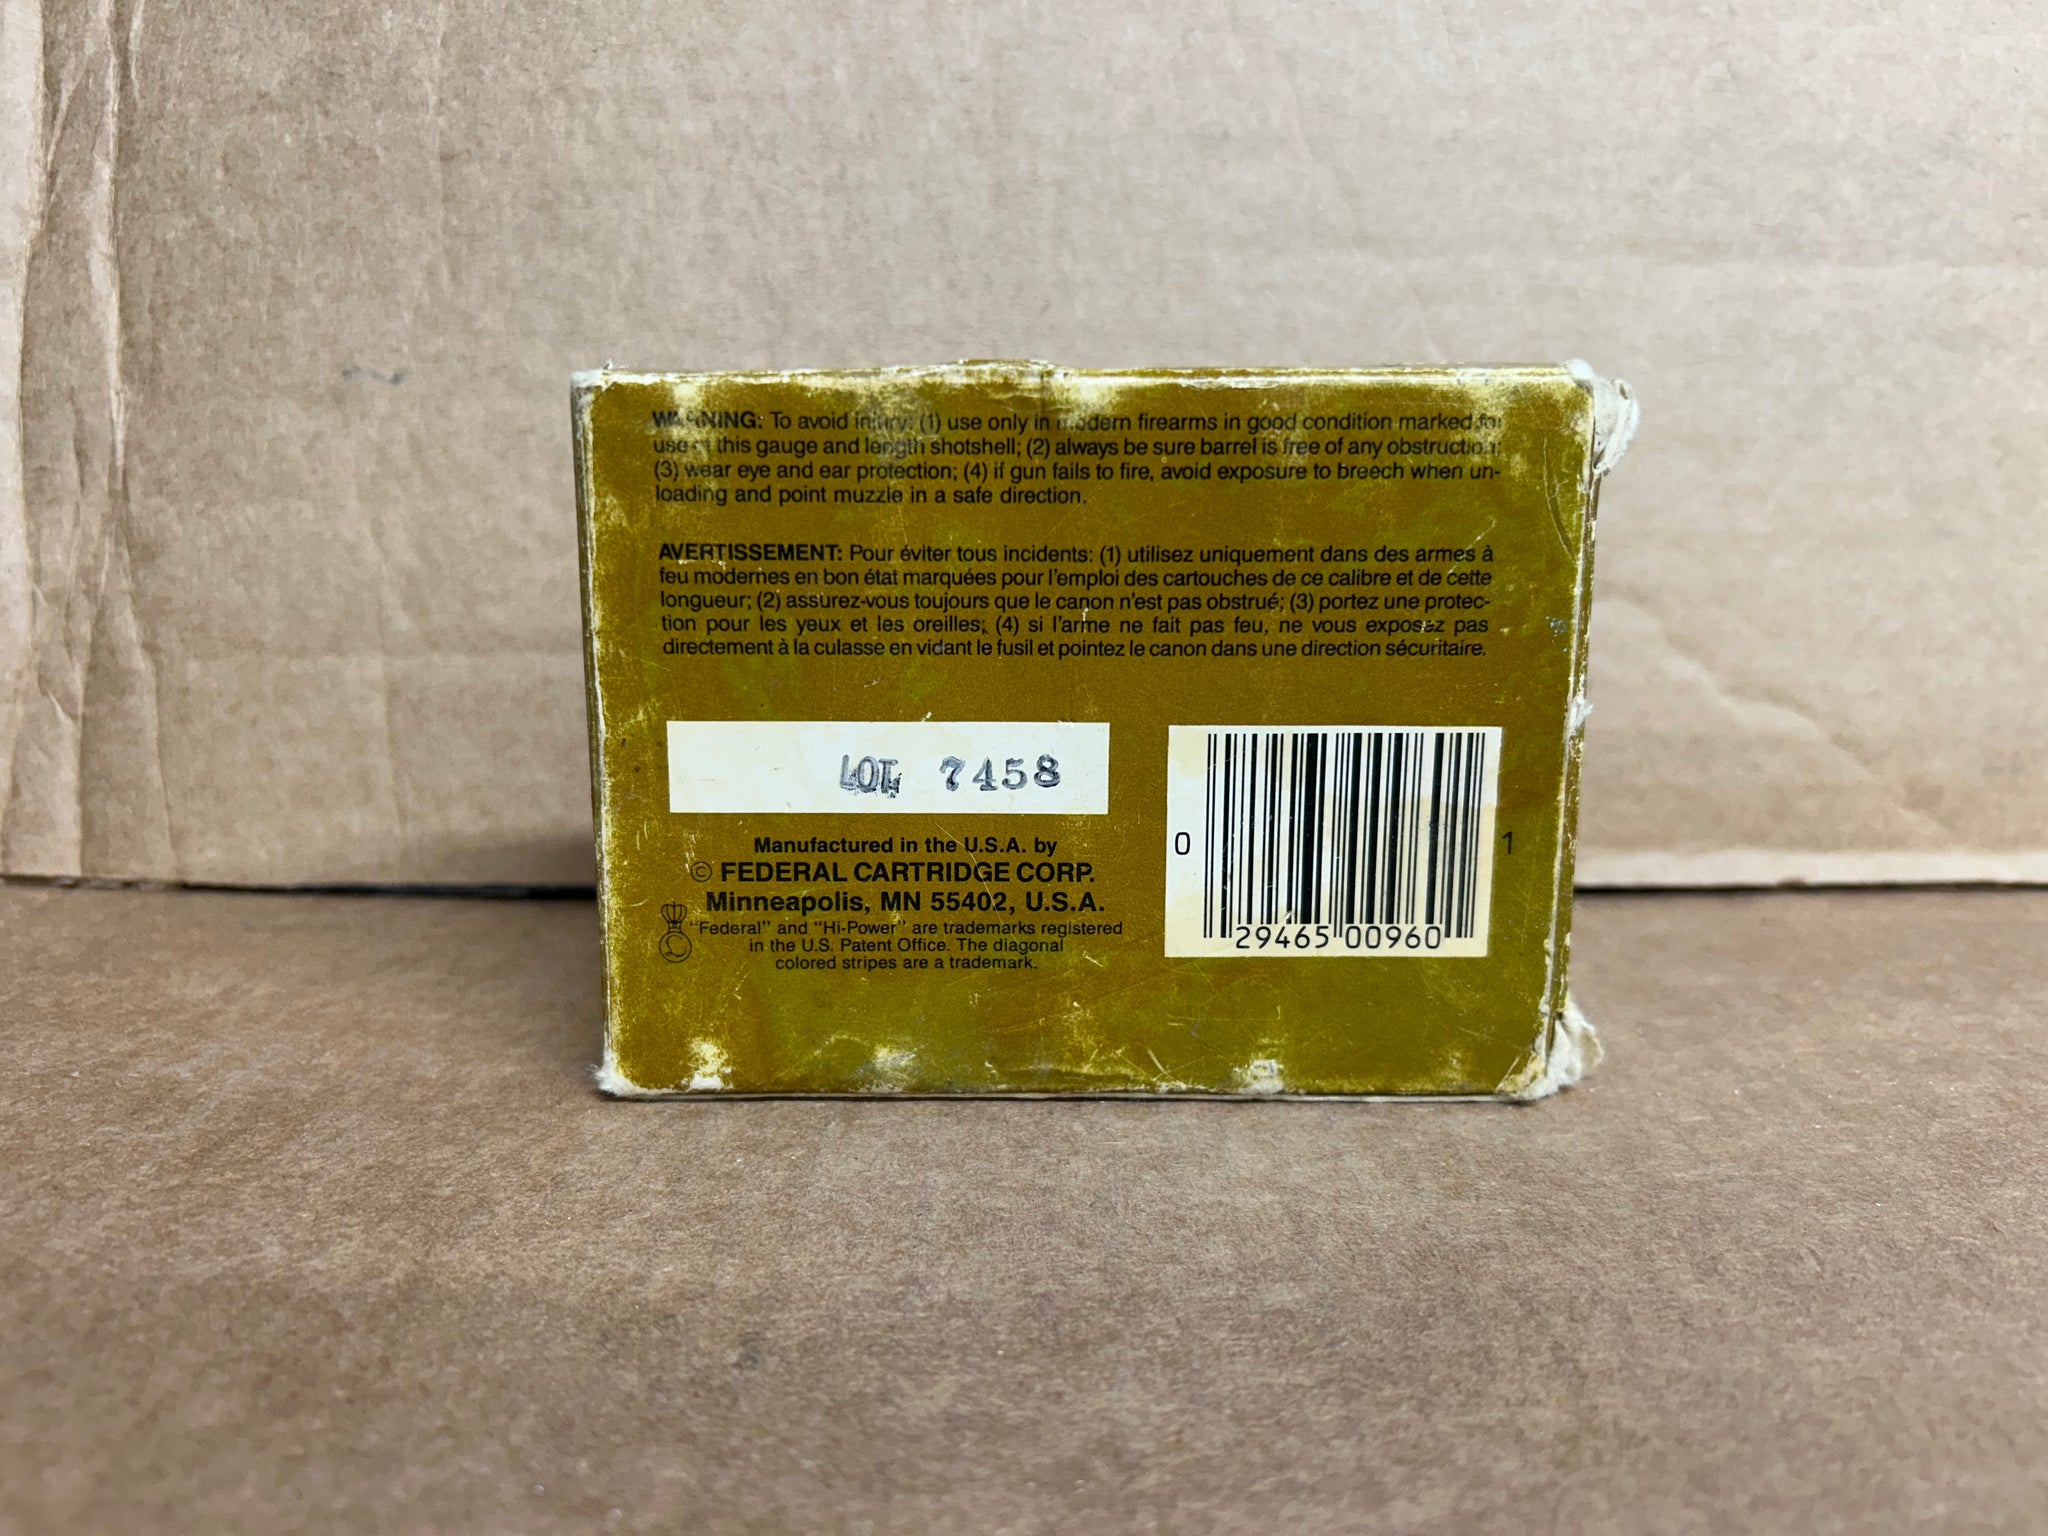 WARNING: To avoid injury: (1) use only in modern firearms in good condition marked for
use of this gauge and length shotshell; (2) always be sure barrel is free of any obstruction;
(3) wear eye and ear protection; (4) if gun fails to fire, avoid exposure to breech when un-
loading and point muzzle in a safe direction.
AVERTISSEMENT: Pour éviter tous incidents: (1) utilisez uniquement dans des armes à
feu modernes en bon état marquées pour l'emploi des cartouches de ce calibre et de cette
longueur; (2) assurez-vous toujours que le canon n'est pas obstrué; (3) portez une protec-
tion pour les yeux et les oreilles; (4) si l'arme ne fait pas feu, ne vous exposez pas
directement à la culasse en vidant le fusil et pointez le canon dans une direction sécuritaire.
LOT 7458
Manufactured in the U.S.A. by
© FEDERAL CARTRIDGE CORP.
Minneapolis, MN 55402, U.S.A.
"Federal" and "Hi-Power" are trademarks registered
in the U.S. Patent Office. The diagonal
colored stripes are a trademark.
0 29465 00960 1